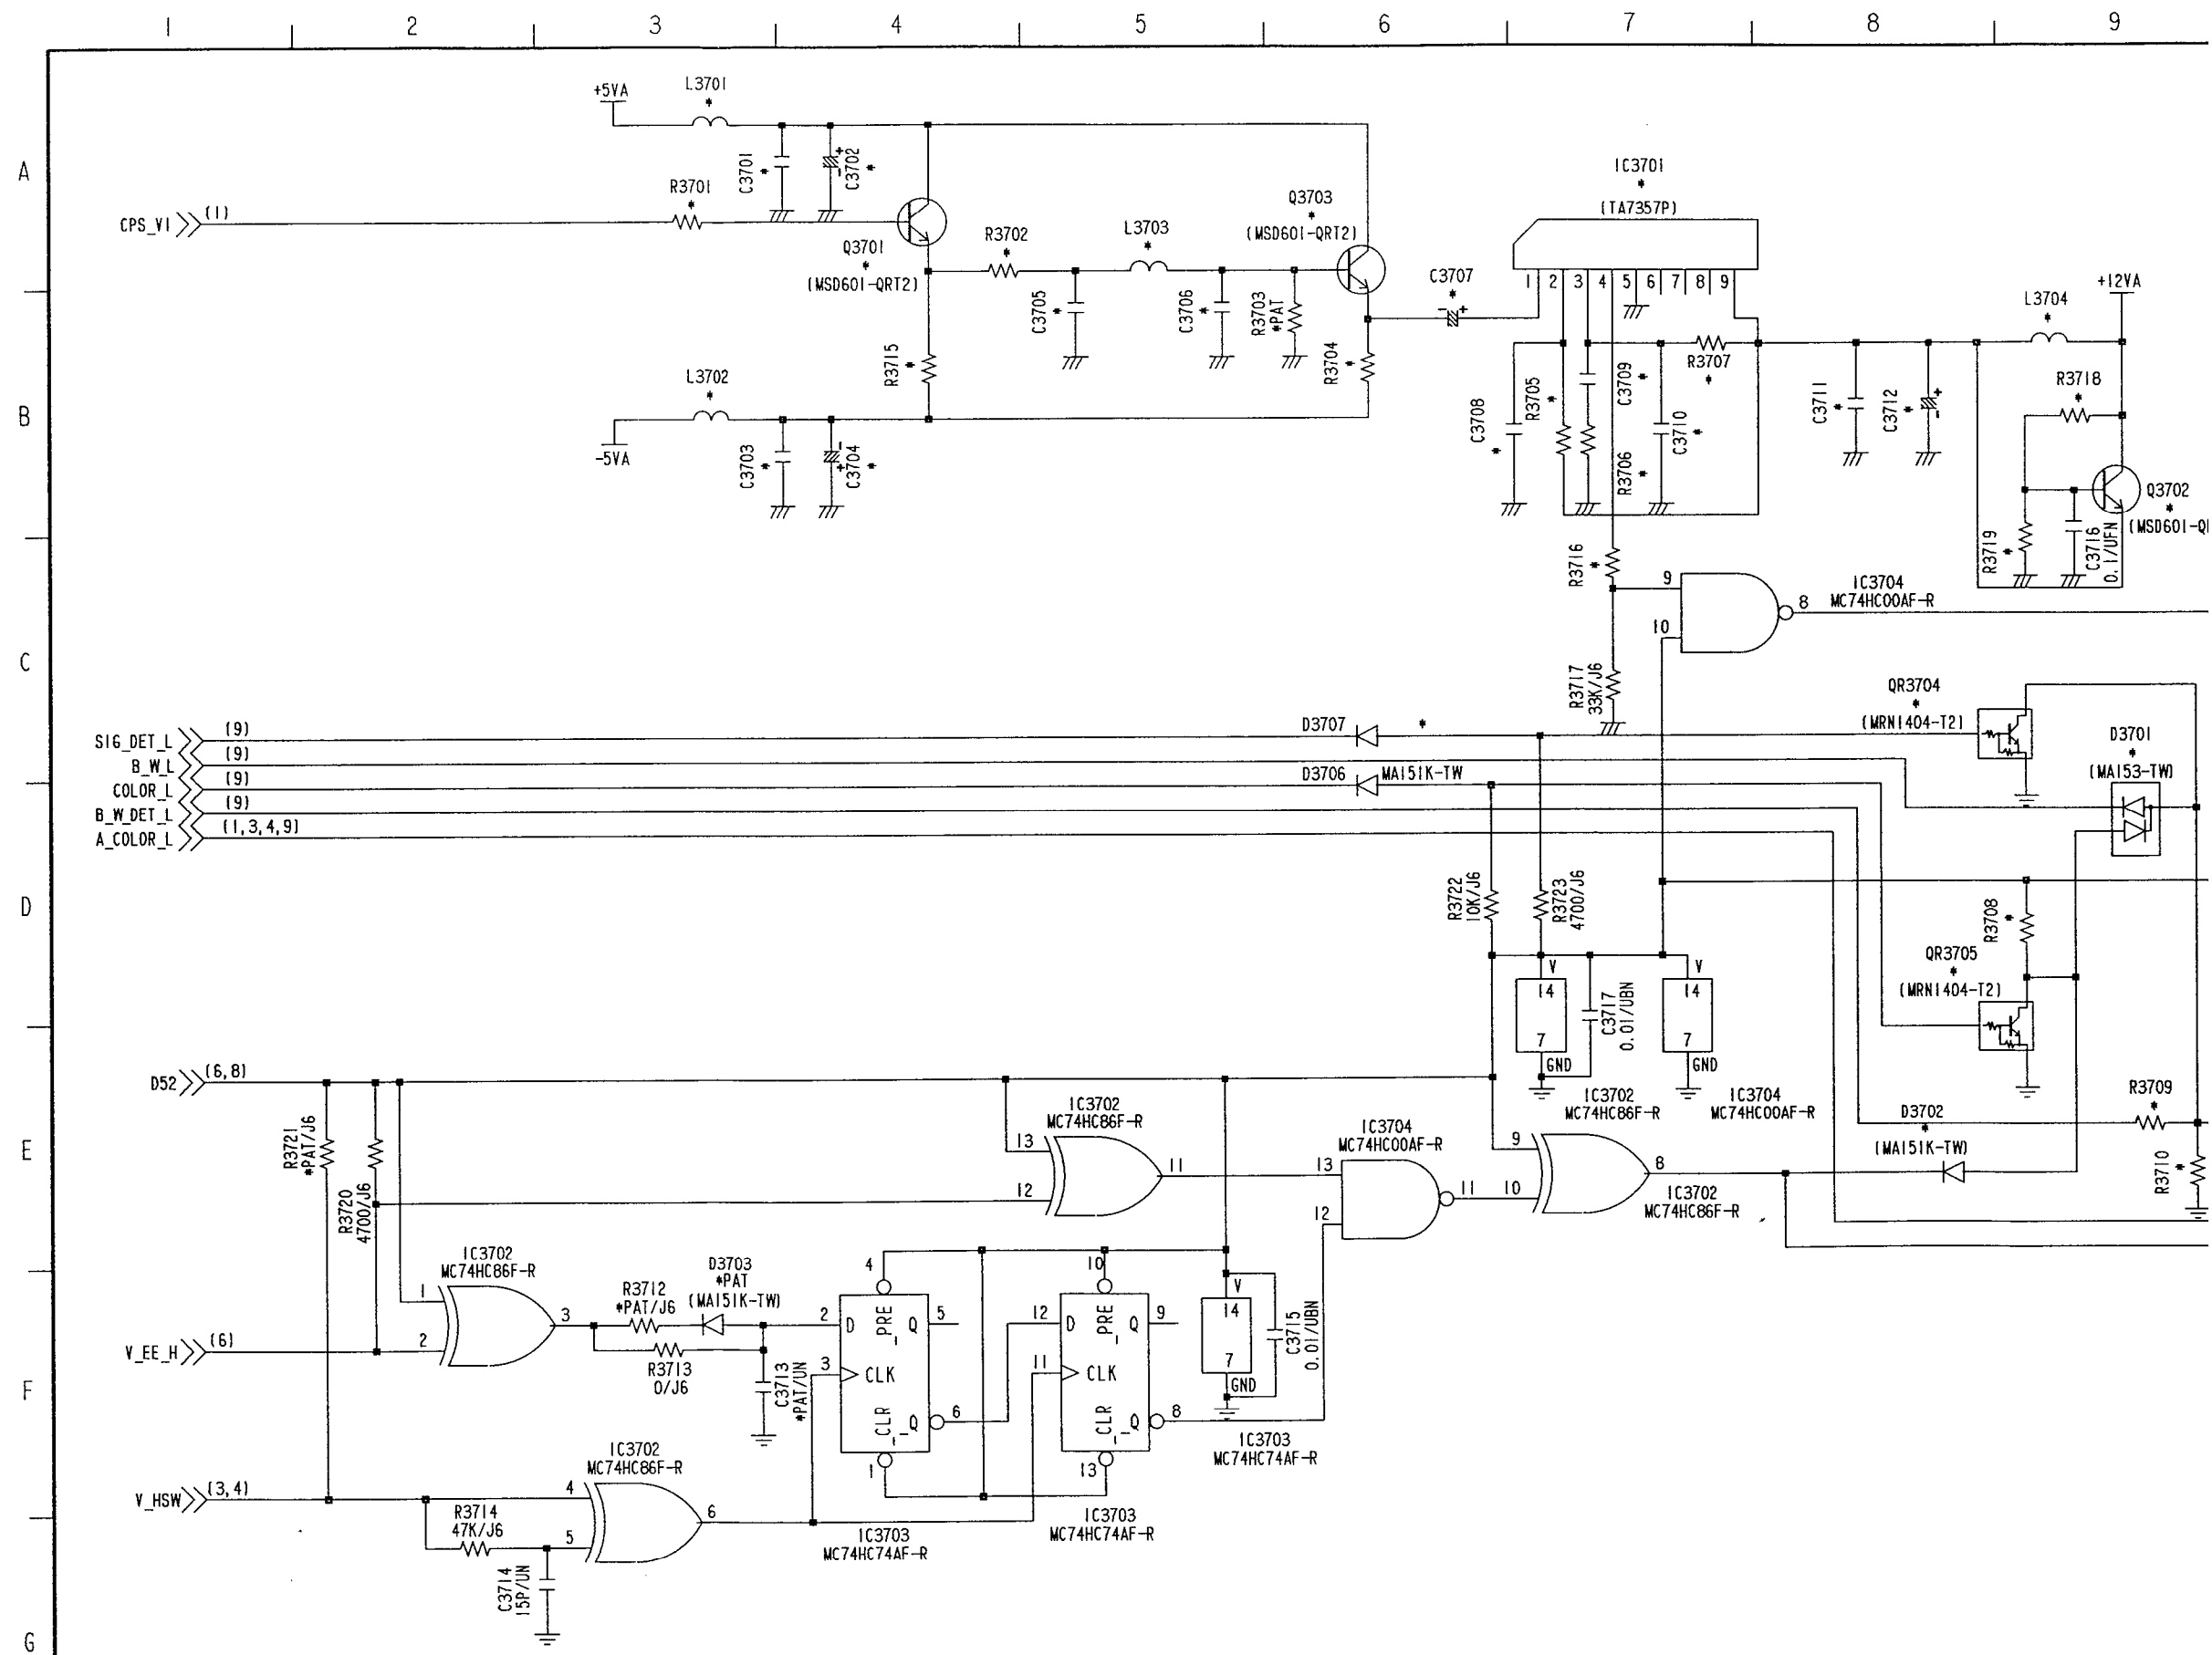 1 2 3 4 5 6 7 8 9
A
B
C
D
E
F
G
+5VA
L3701
*
C3701
*
+
-
C3702
*
CPS_VI
(1)
R3701
*
Q3701
*
(MSD601-QRT2)
R3702
*
L3703
*
Q3703
*
(MSD601-QRT2)
C3705
*
C3706
*
R3703
*PAT
R3704
*
R3715
*
C3707
*
- +
IC3701
*
(TA7357P)
1 2 3 4 5 6 7 8 9
L3702
*
-5VA
C3703
*
-
+
C3704
*
C3708
*
R3705
*
C3709
*
R3706
*
C3710
*
R3707
*
C3711
*
C3712
*
+
-
L3704
*
+12VA
R3718
*
Q3702
*
(MSD601-Q
R3719
*
C3716
0.1/UFN
R3716
*
R3717
33K/J6
9
10
8
IC3704
MC74HC00AF-R
SIG_DET_L
(9)
B_W_L
(9)
COLOR_L
(9)
B_W_DET_L
(9)
A_COLOR_L
(1,3,4,9)
D3707
*
D3706
MA151K-TW
QR3704
*
(MRN1404-T2)
D3701
*
(MA153-TW)
R3722
10K/J6
R3723
4700/J6
R3708
*
QR3705
*
(MRN1404-T2)
V
14
7
GND
C3717
0.01/UBN
V
14
7
GND
IC3702
MC74HC86F-R
IC3704
MC74HC00AF-R
D52
(6,8)
R3721
*PAT/J6
R3720
4700/J6
IC3702
MC74HC86F-R
13
12
11
IC3704
MC74HC00AF-R
13
12
11
9
10
8
IC3702
MC74HC86F-R
D3702
*
(MA151K-TW)
R3709
*
R3710
*
IC3702
MC74HC86F-R
1
2
3
V_EE_H
(6)
R3712
*PAT/J6
D3703
*PAT
(MA151K-TW)
R3713
0/J6
C3713
*PAT/UN
4
2
D
_PRE
Q
5
3
CLK
_CLR
_Q
6
1
10
12
D
_PRE
Q
9
11
CLK
_CLR
_Q
8
13
V
14
7
GND
C3715
0.01/UBN
IC3703
MC74HC74AF-R
IC3702
MC74HC86F-R
V_HSW
(3,4)
4
5
6
R3714
47K/J6
C3714
15P/UN
IC3703
MC74HC74AF-R
IC3703
MC74HC74AF-R